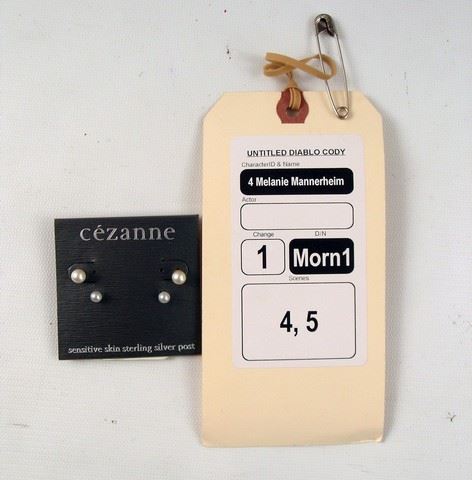 cézanne
sensitive skin sterling silver post
UNTITLED DIABLO CODY
CharacterID & Name
4 Melanie Mannerheim
Actor
Change
D/N
1
Morn1
Scenes
4, 5